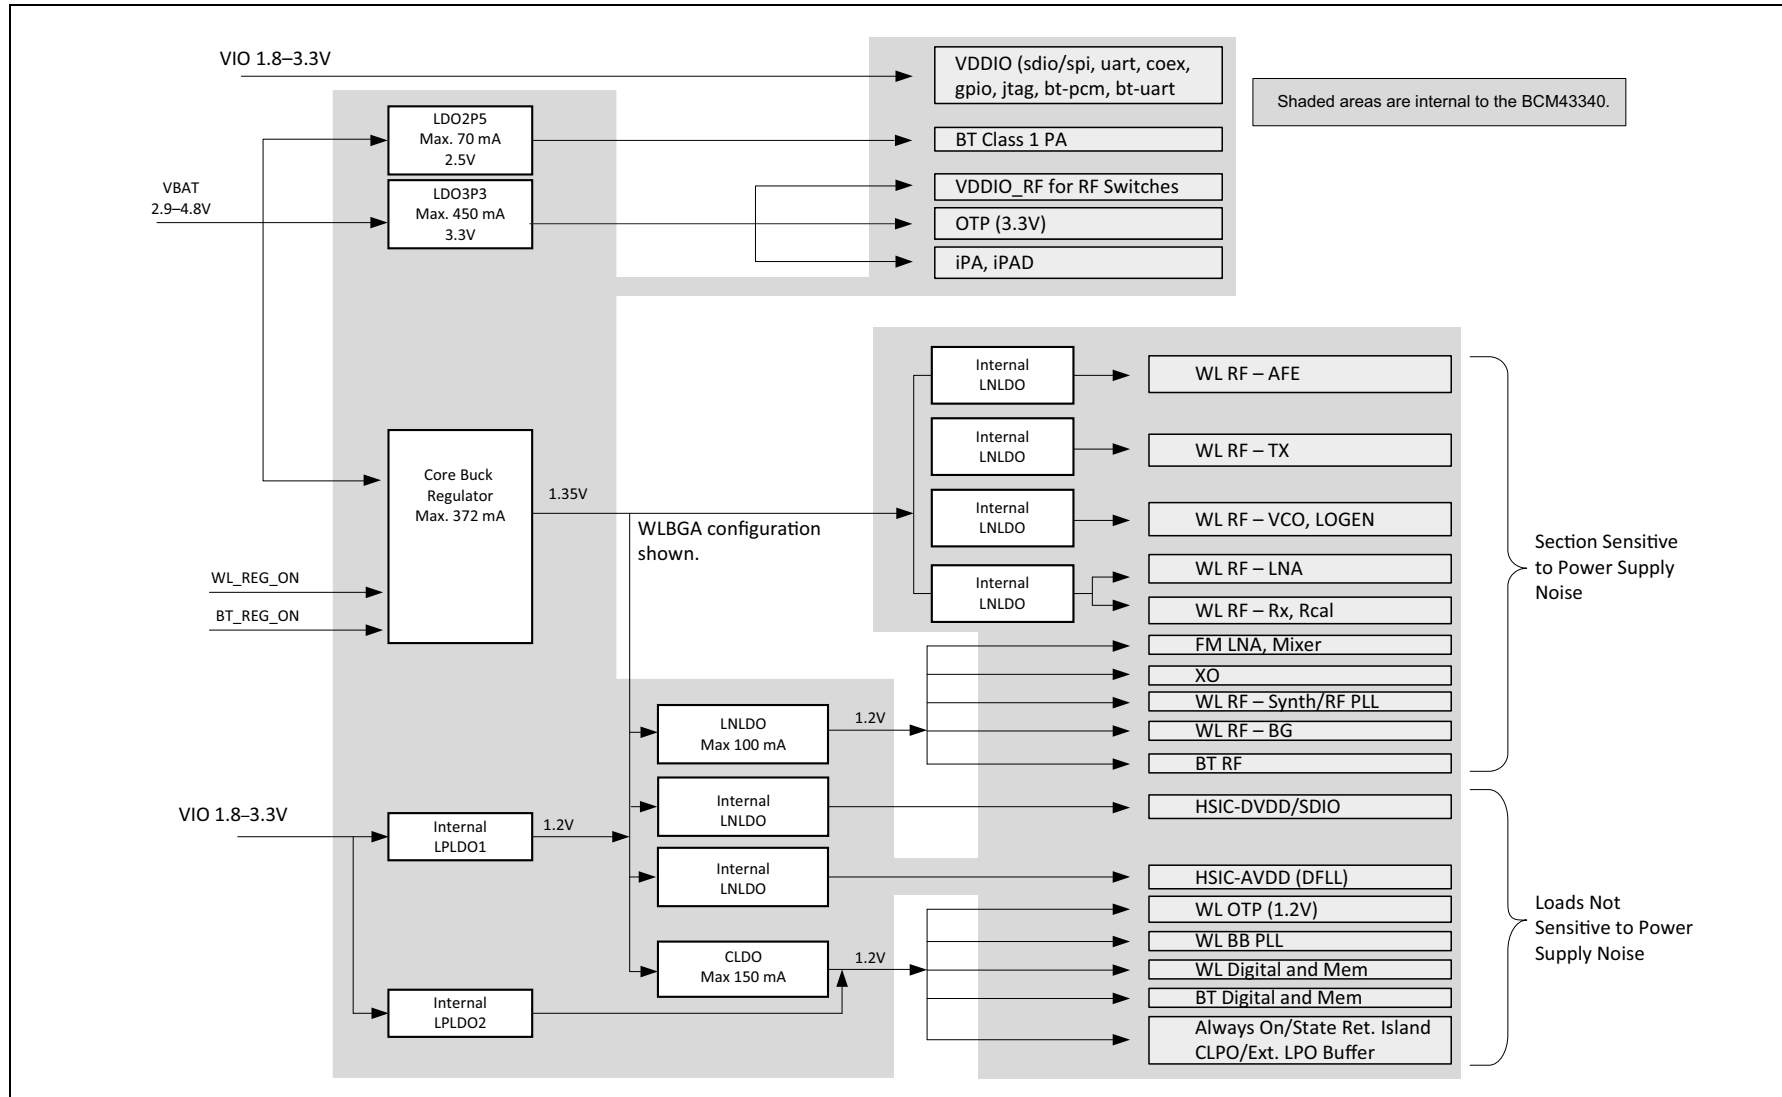 VIO 1.8–3.3V
VDDIO (sdio/spi, uart, coex,
gpio, jtag, bt-pcm, bt-uart
Shaded areas are internal to the BCM43340.
LDO2P5
Max. 70 mA
2.5V
BT Class 1 PA
VBAT
2.9–4.8V
LDO3P3
Max. 450 mA
3.3V
VDDIO_RF for RF Switches
OTP (3.3V)
iPA, iPAD
Internal
LNLDO
WL RF – AFE
Internal
LNLDO
WL RF – TX
Core Buck
Regulator
Max. 372 mA
1.35V
WLBGA configuration
shown.
Internal
LNLDO
WL RF – VCO, LOGEN
Section Sensitive
to Power Supply
Noise
WL_REG_ON
BT_REG_ON
Internal
LNLDO
WL RF – LNA
WL RF – Rx, Rcal
FM LNA, Mixer
XO
WL RF – Synth/RF PLL
WL RF – BG
BT RF
LNLDO
Max 100 mA
1.2V
VIO 1.8–3.3V
Internal
LPLDO1
1.2V
Internal
LNLDO
HSIC-DVDD/SDIO
Internal
LNLDO
HSIC-AVDD (DFLL)
WL OTP (1.2V)
WL BB PLL
WL Digital and Mem
BT Digital and Mem
Always On/State Ret. Island
CLPO/Ext. LPO Buffer
Loads Not
Sensitive to Power
Supply Noise
CLDO
Max 150 mA
1.2V
Internal
LPLDO2